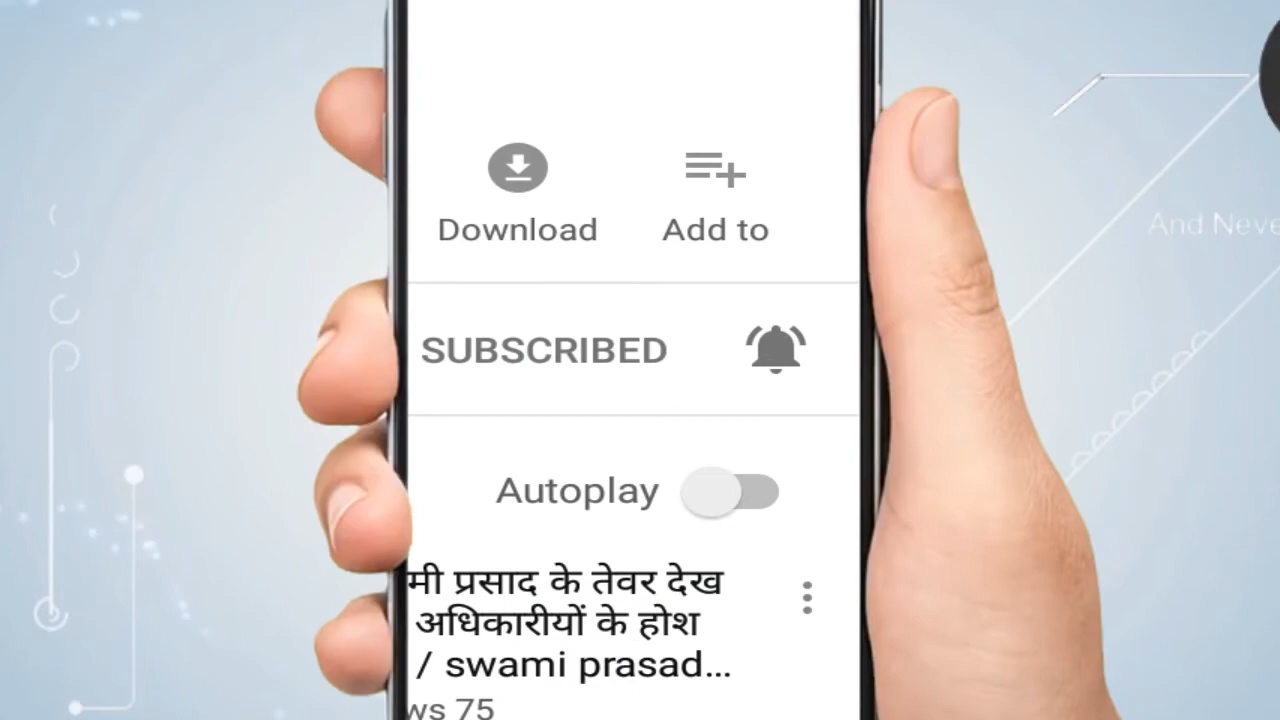 Download
Add to
And Neve
SUBSCRIBED
Autoplay
मी प्रसाद के तेवर देख
अधिकारीयों के होश
/ swami prasad...
ws 75